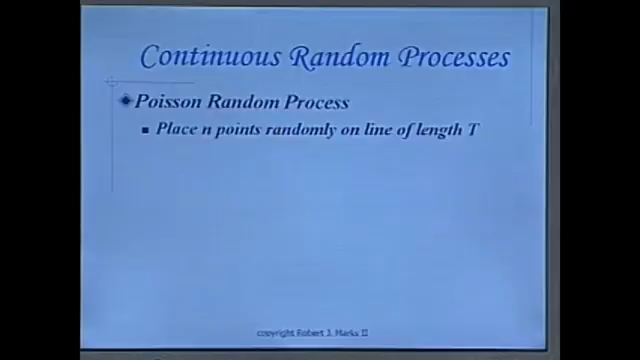 Continuous Random Processes
Poisson Random Process
Place n points randomly on line of length T
copyright Robert J. Marks II